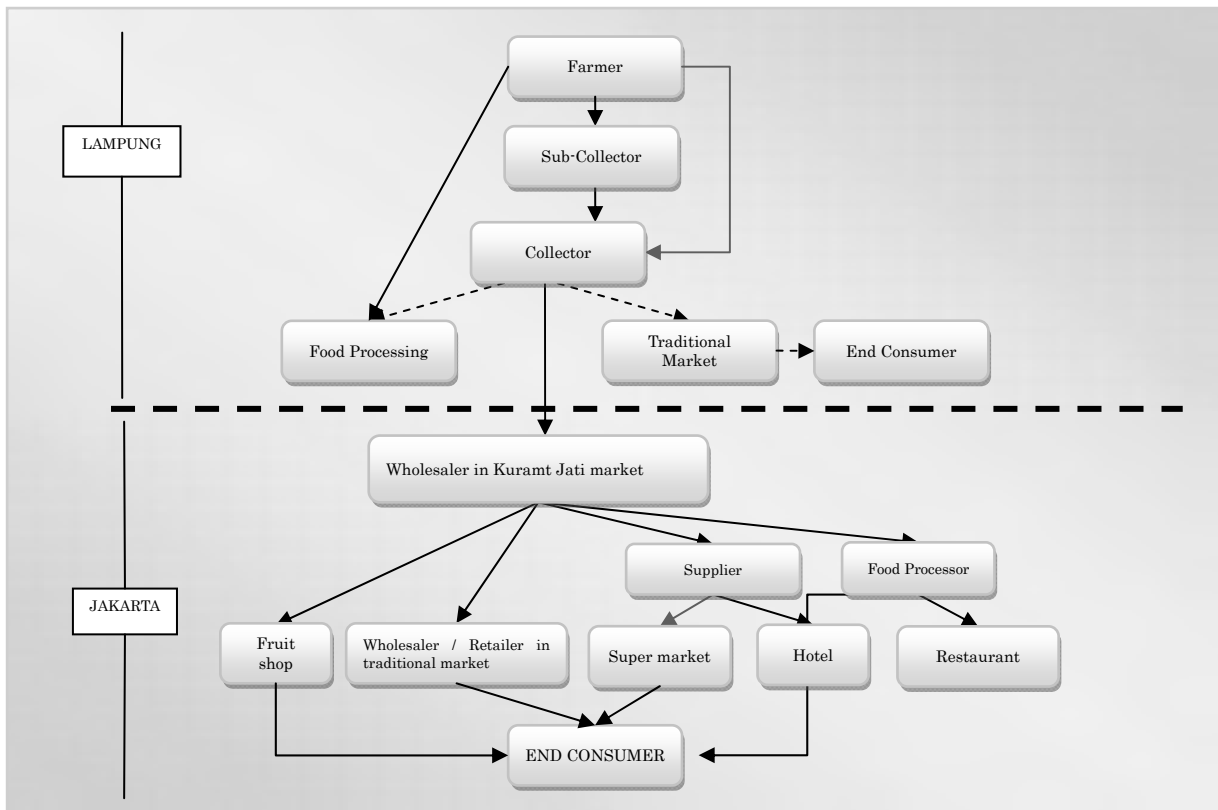 Farmer
LAMPUNG
Sub-Collector
Collector
Food Processing
Traditional
Market
End Consumer
Wholesaler in Kuramt Jati market
Supplier
Food Processor
JAKARTA
Fruit
shop
Wholesaler / Retailer in
traditional market
Super market
Hotel
Restaurant
END CONSUMER